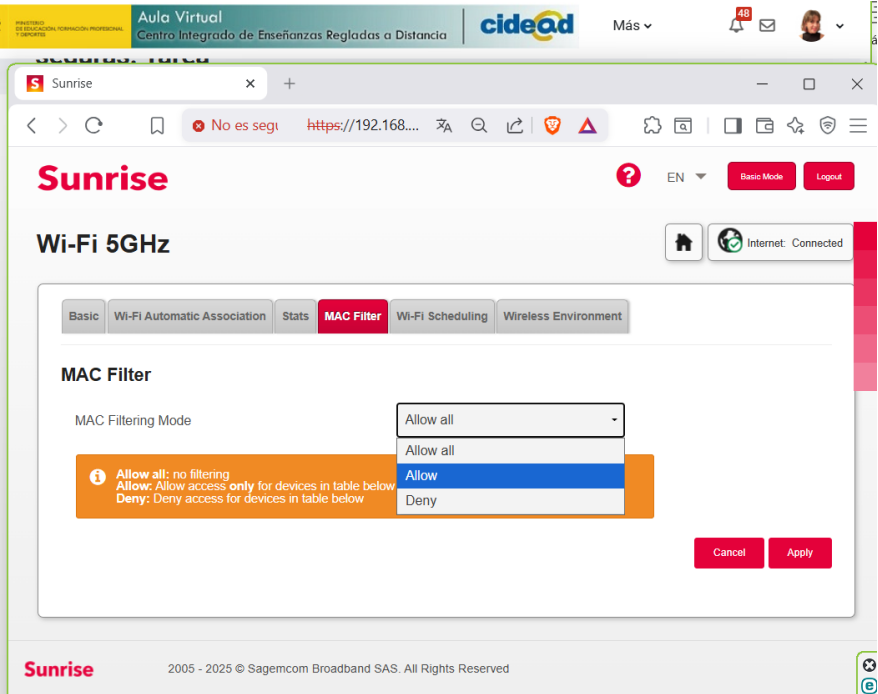 MINISTERIO
DE EDUCACIÓN, FORMACIÓN PROFESIONAL
Y DEPORTES
Aula Virtual
Centro Integrado de Enseñanzas Regladas a Distancia
cidead
Más
48
seguras. Tarea
Sunrise
No es segu
https://192.168....
Sunrise
?
EN
Basic Mode
Logout
Wi-Fi 5GHz
Internet: Connected
Basic
Wi-Fi Automatic Association
Stats
MAC Filter
Wi-Fi Scheduling
Wireless Environment
MAC Filter
MAC Filtering Mode
Allow all
Allow all
Allow
Deny
Allow all: no filtering
Allow: Allow access only for devices in table below
Deny: Deny access for devices in table below
Cancel
Apply
Sunrise
2005 - 2025 © Sagemcom Broadband SAS. All Rights Reserved